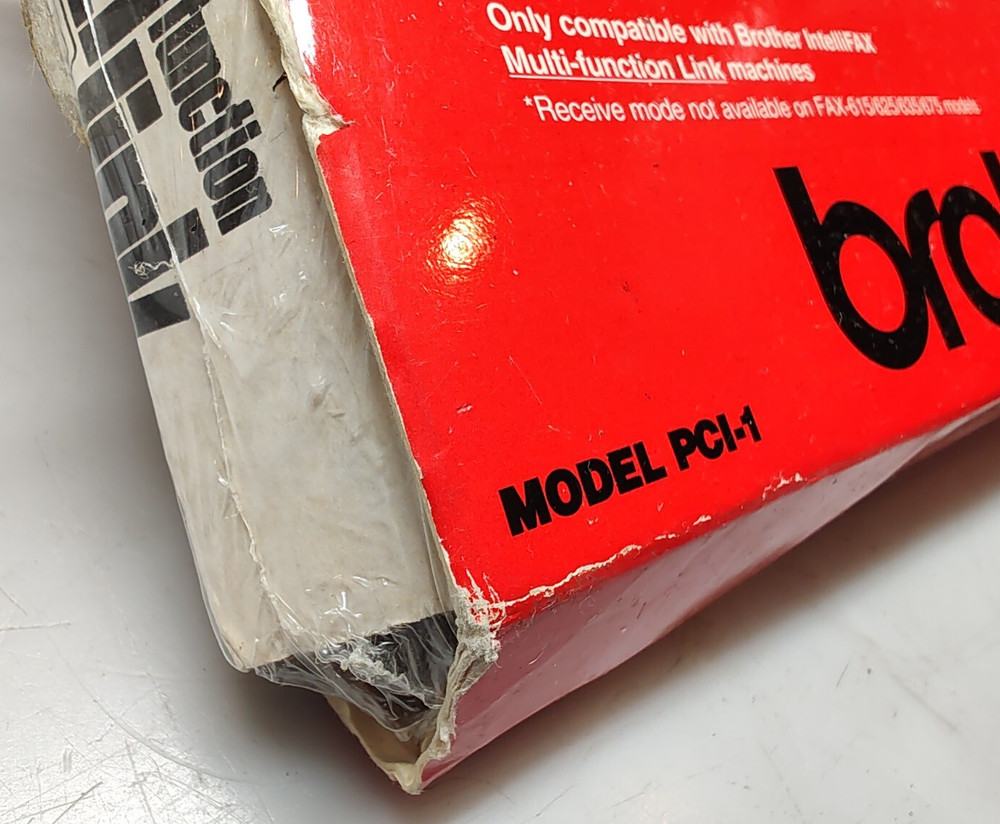 Only compatible with Brother IntelliFAX
Multi-function Link machines
*Receive mode not available on FAX-615/625/635/675 models
bro
MODEL PCI-1
function